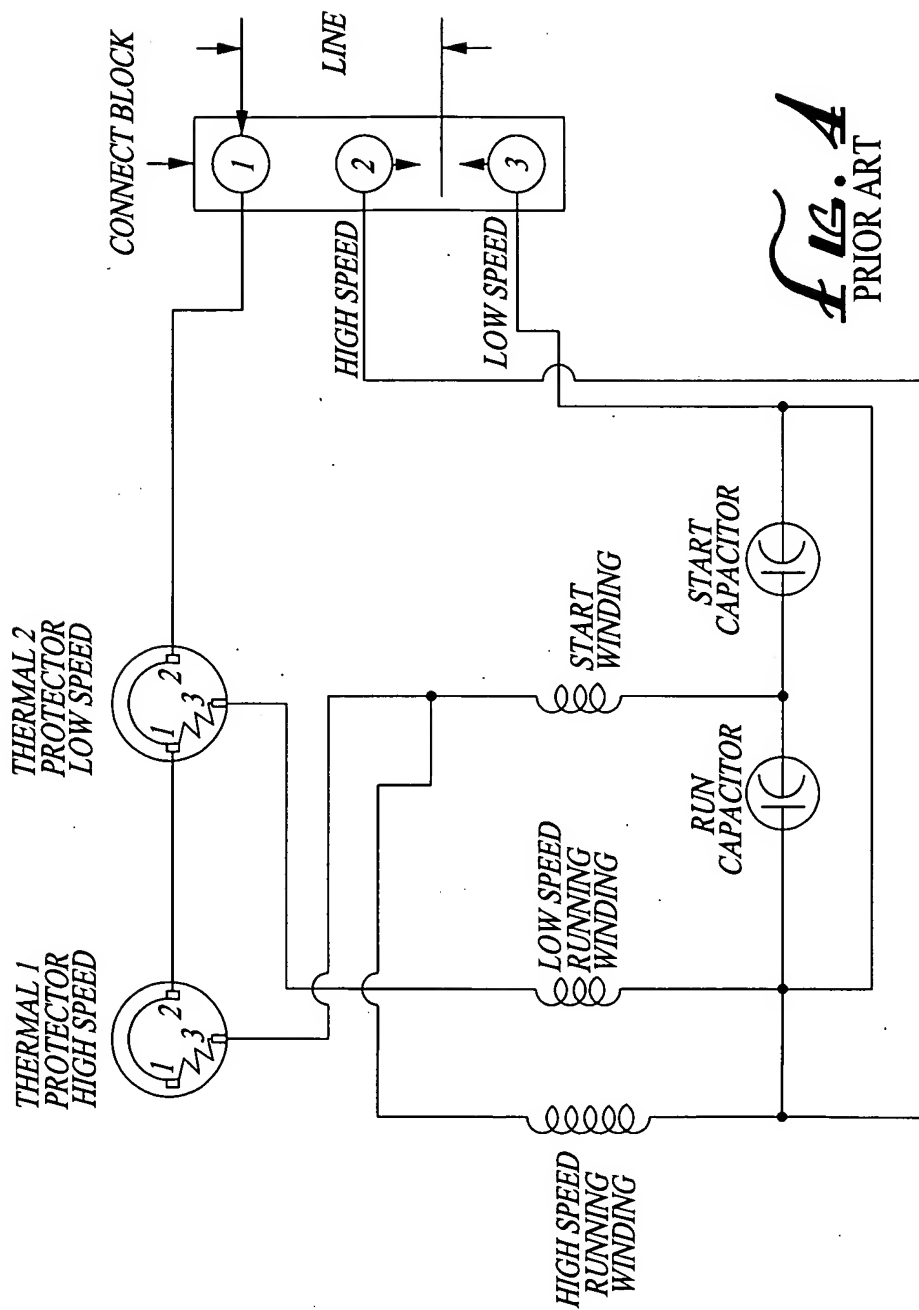 THERMAL 1
PROTECTOR
HIGH SPEED
1
2
3
THERMAL 2
PROTECTOR
LOW SPEED
1
2
3
CONNECT BLOCK
1
2
3
LINE
HIGH SPEED
LOW SPEED
HIGH SPEED
RUNNING
WINDING
LOW SPEED
RUNNING
WINDING
START
WINDING
RUN
CAPACITOR
START
CAPACITOR
FIG. 4
PRIOR ART